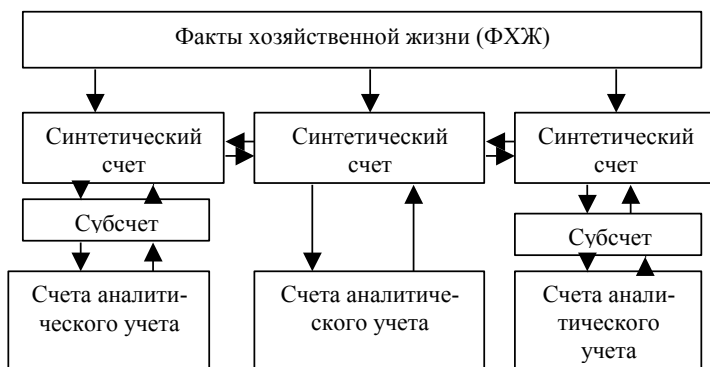 Факты хозяйственной жизни (ФХЖ)
Синтетический
счет
Синтетический
счет
Синтетический
счет
Субсчет
Субсчет
Счета аналити-
ческого учета
Счета аналитиче-
ского учета
Счета анали-
тического
учета